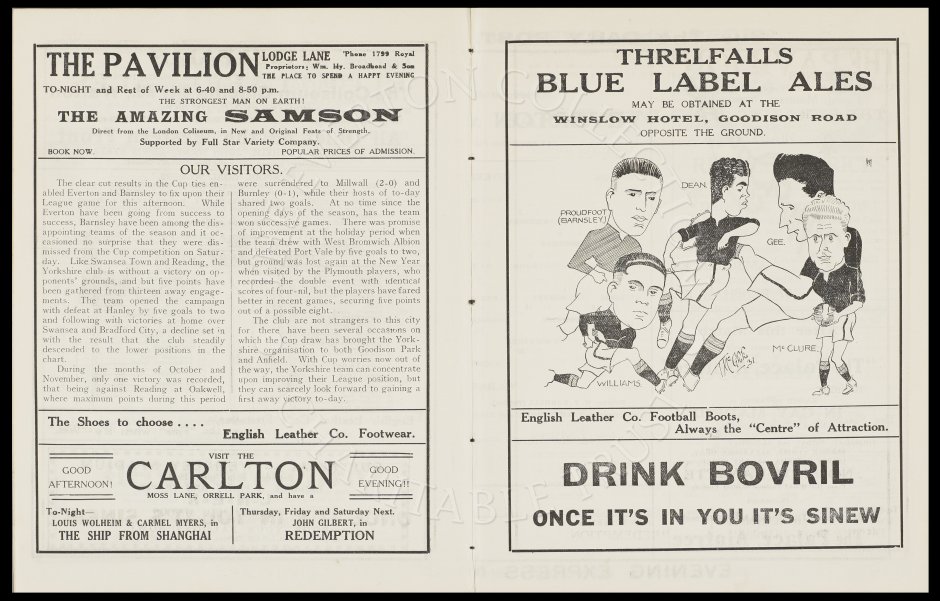 THE PAVILION LODGE LANE 'Phone 1799 Royal
Proprietors: Wm. Hy. Broadhead & Son
THE PLACE TO SPEND A HAPPY EVENING
TO-NIGHT and Rest of Week at 6-40 and 8-50 p.m.
THE STRONGEST MAN ON EARTH!
THE AMAZING SAMSON
Direct from the London Coliseum, in New and Original Feats of Strength.
Supported by Full Star Variety Company.
BOOK NOW. POPULAR PRICES OF ADMISSION.
OUR VISITORS.
The clear cut results in the Cup ties en-
abled Everton and Barnsley to fix upon their
League game for this afternoon. While
Everton have been going from success to
success, Barnsley have been among the dis-
appointing teams of the season and it oc-
casioned no surprise that they were dis-
missed from the Cup competition on Satur-
day. Like Swansea Town and Reading, the
Yorkshire club is without a victory on op-
ponents' grounds, and but five points have
been gathered from thirteen away engage-
ments. The team opened the campaign
with defeat at Hanley by five goals to two
and following with victories at home over
Swansea and Bradford City, a decline set in
with the result that the club steadily
descended to the lower positions in the
chart.
During the months of October and
November, only one victory was recorded,
that being against Reading at Oakwell,
where maximum points during this period
were surrendered to Millwall (2-0) and
Burnley (0-1), while their hosts of to-day
shared two goals. At no time since the
opening days of the season, has the team
won successive games. There was promise
of improvement at the holiday period when
the team drew with West Bromwich Albion
and defeated Port Vale by five goals to two,
but ground was lost again at the New Year
when visited by the Plymouth players, who
recorded the double event with identical
scores of four-nil, but the players have fared
better in recent games, securing five points
out of a possible eight.
The club are not strangers to this city
for there have been several occasions on
which the Cup draw has brought the York-
shire organisation to both Goodison Park
and Anfield. With Cup worries now out of
the way, the Yorkshire team can concentrate
upon improving their League position, but
they can scarcely look forward to gaining a
first away victory to-day.
The Shoes to choose . . . .
English Leather Co. Footwear.
GOOD
AFTERNOON!
VISIT THE
CARLTON
MOSS LANE, ORRELL PARK, and have a
GOOD
EVENING!!
To-Night—
LOUIS WOLHEIM & CARMEL MYERS, in
THE SHIP FROM SHANGHAI
Thursday, Friday and Saturday Next.
JOHN GILBERT, in
REDEMPTION
THRELFALLS
BLUE LABEL ALES
MAY BE OBTAINED AT THE
WINSLOW HOTEL, GOODISON ROAD
OPPOSITE THE GROUND.
PROUDFOOT
(BARNSLEY)
DEAN.
GEE.
McCLURE.
WILLIAMS.
English Leather Co. Football Boots,
Always the "Centre" of Attraction.
DRINK BOVRIL
ONCE IT'S IN YOU IT'S SINEW